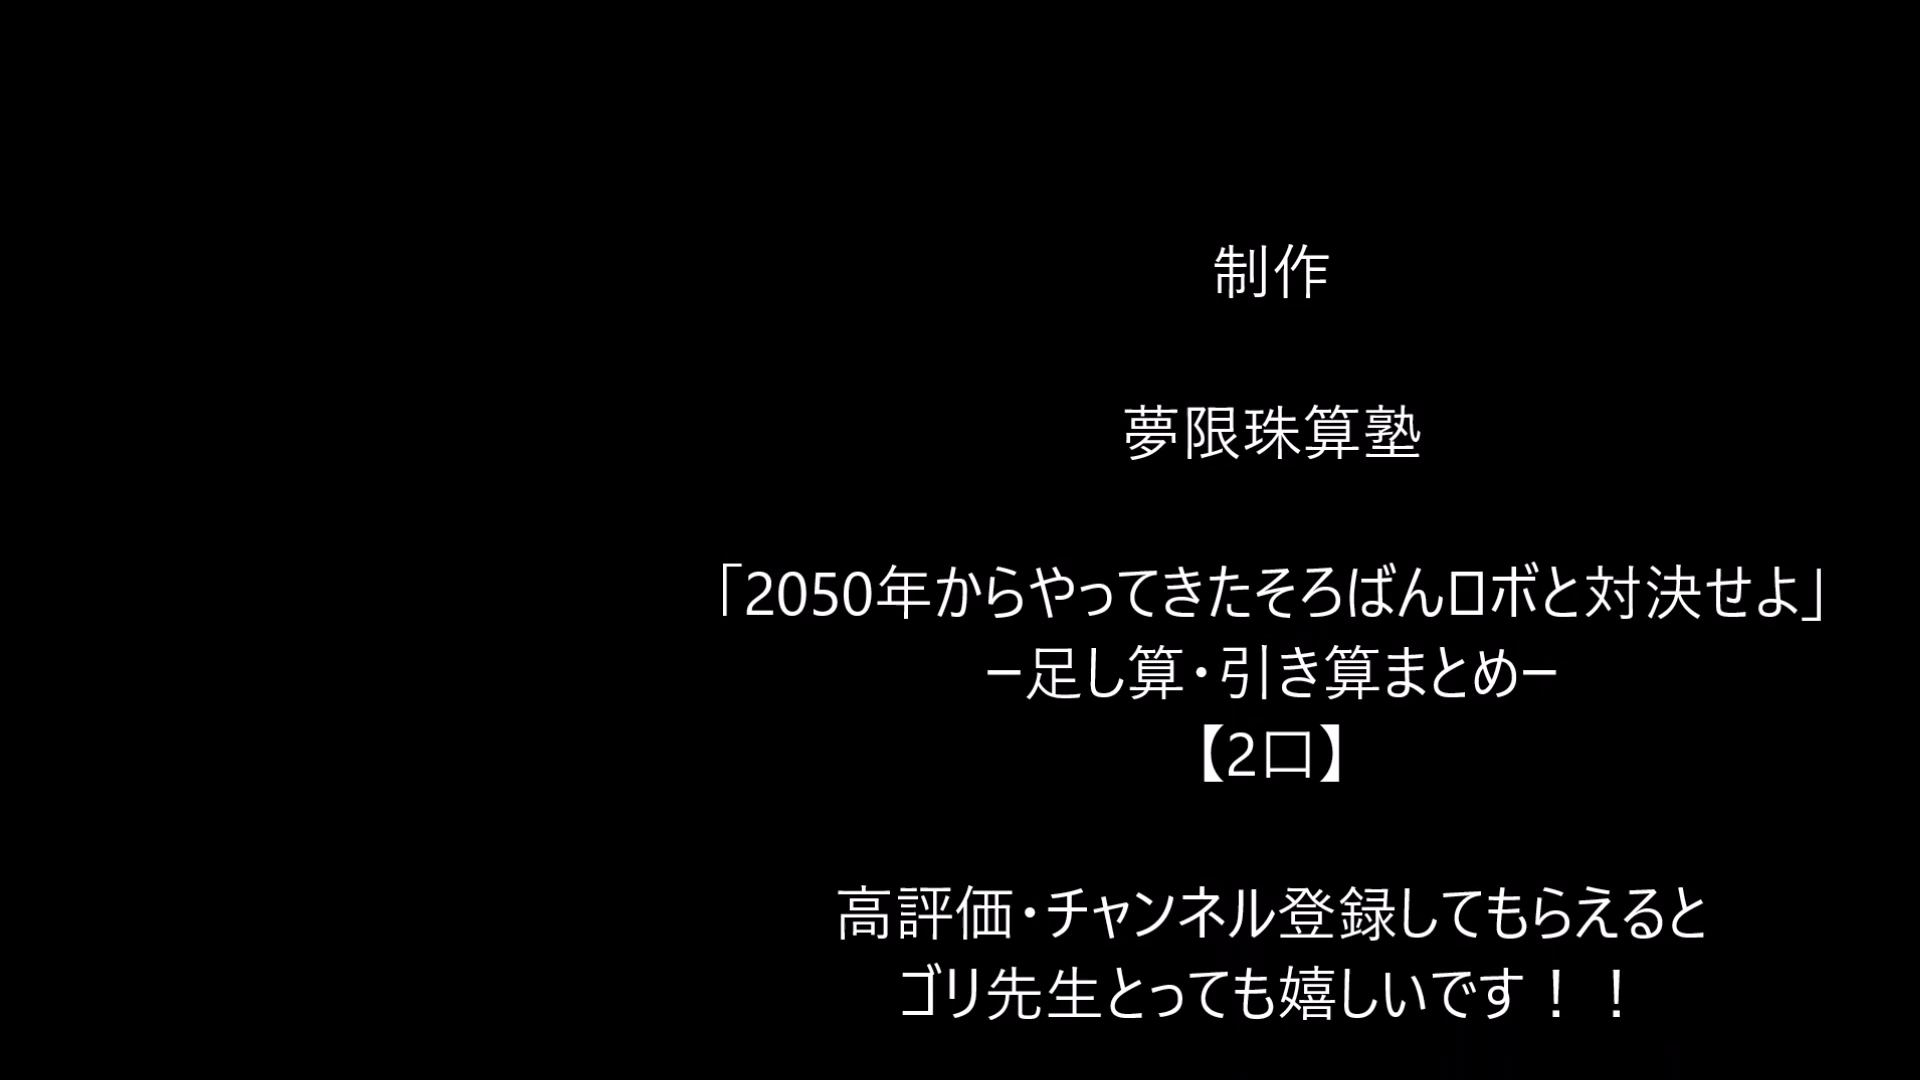 制作
夢限珠算塾
「2050年からやってきたそろばんロボと対決せよ」
ー足し算・引き算まとめー
【2口】
高評価・チャンネル登録してもらえると
ゴリ先生とっても嬉しいです！！